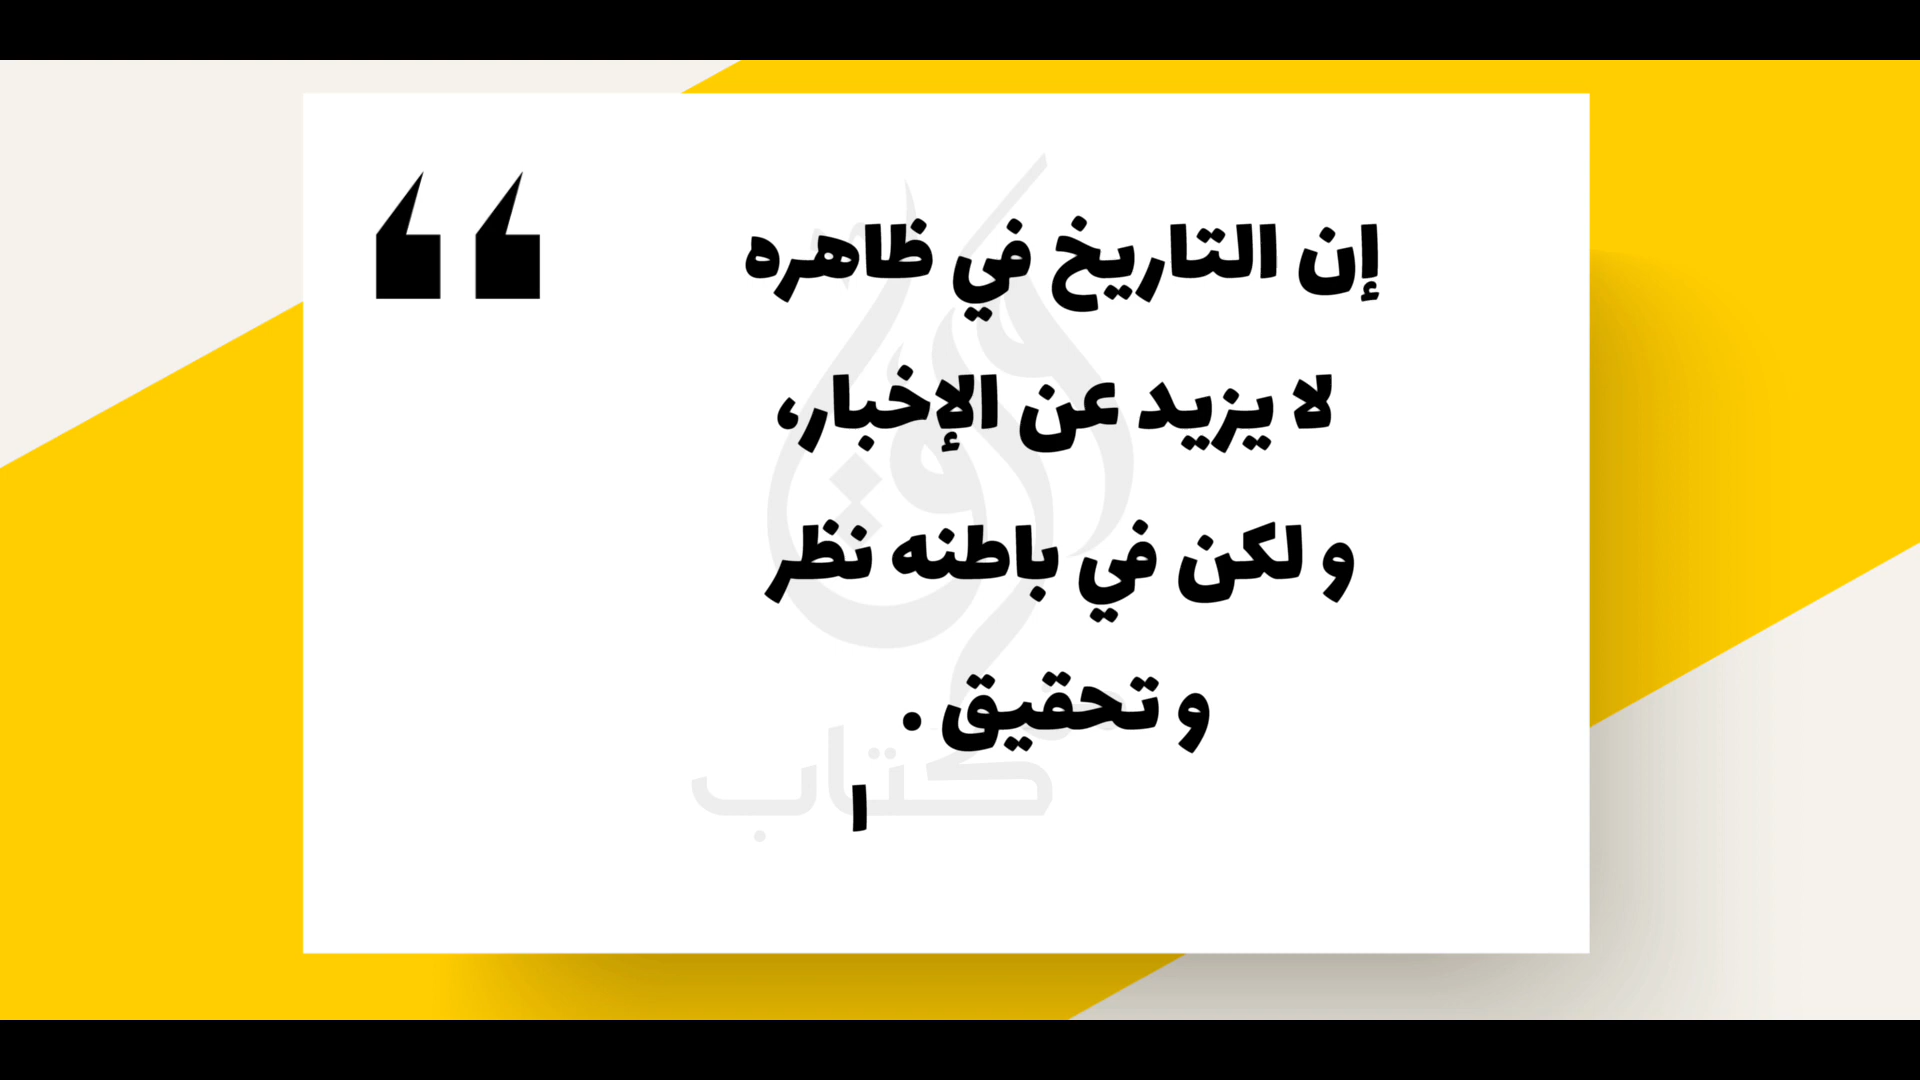 إن التاريخ في ظاهره
لا يزيد عن الإخبار،
و لكن في باطنه نظر
و تحقيق .
ا
كتاب